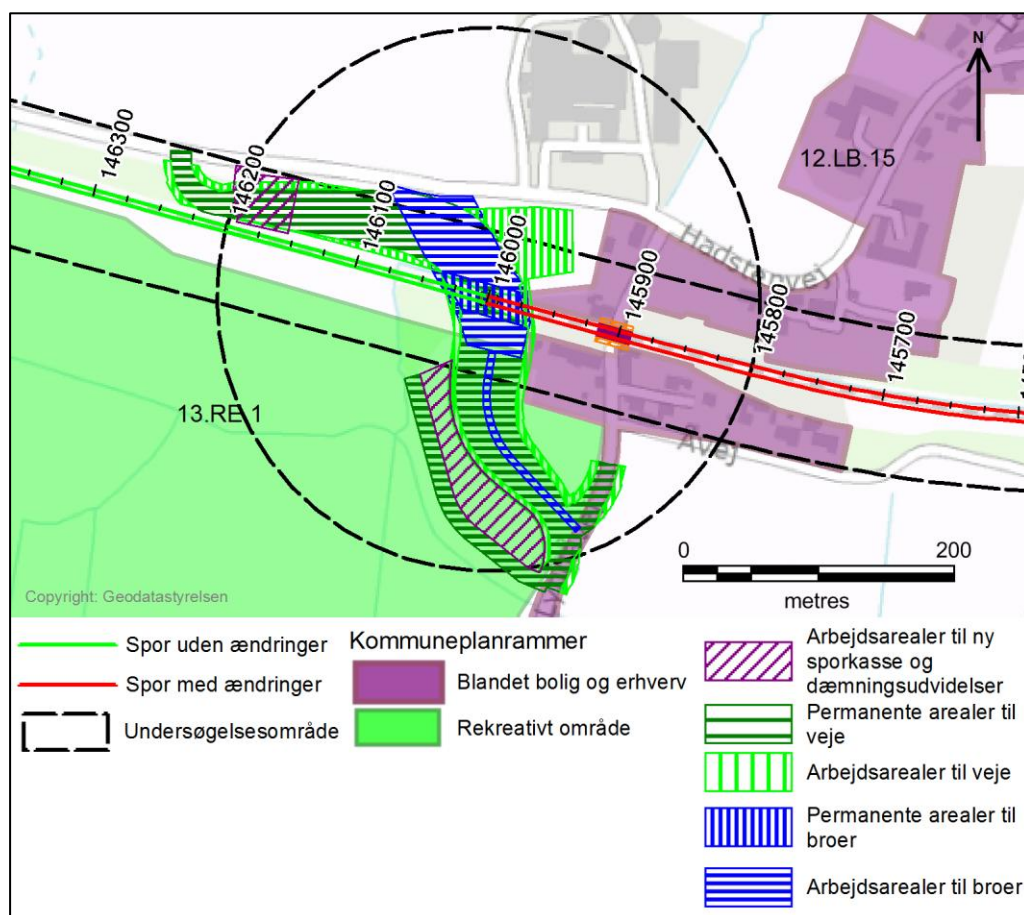 N
146300
146200
146100
146000
145900
145800
145700
12.LB.15
Hadstenvej
13.RE.1
Åvej
0 200
metres
Copyright: Geodatastyrelsen
Spor uden ændringer
Spor med ændringer
Undersøgelsesområde
Kommuneplanrammer
Blandet bolig og erhverv
Rekreativt område
Arbejdsarealer til ny
sporkasse og
dæmningsudvidelser
Permanente arealer til
veje
Arbejdsarealer til veje
Permanente arealer til
broer
Arbejdsarealer til broer